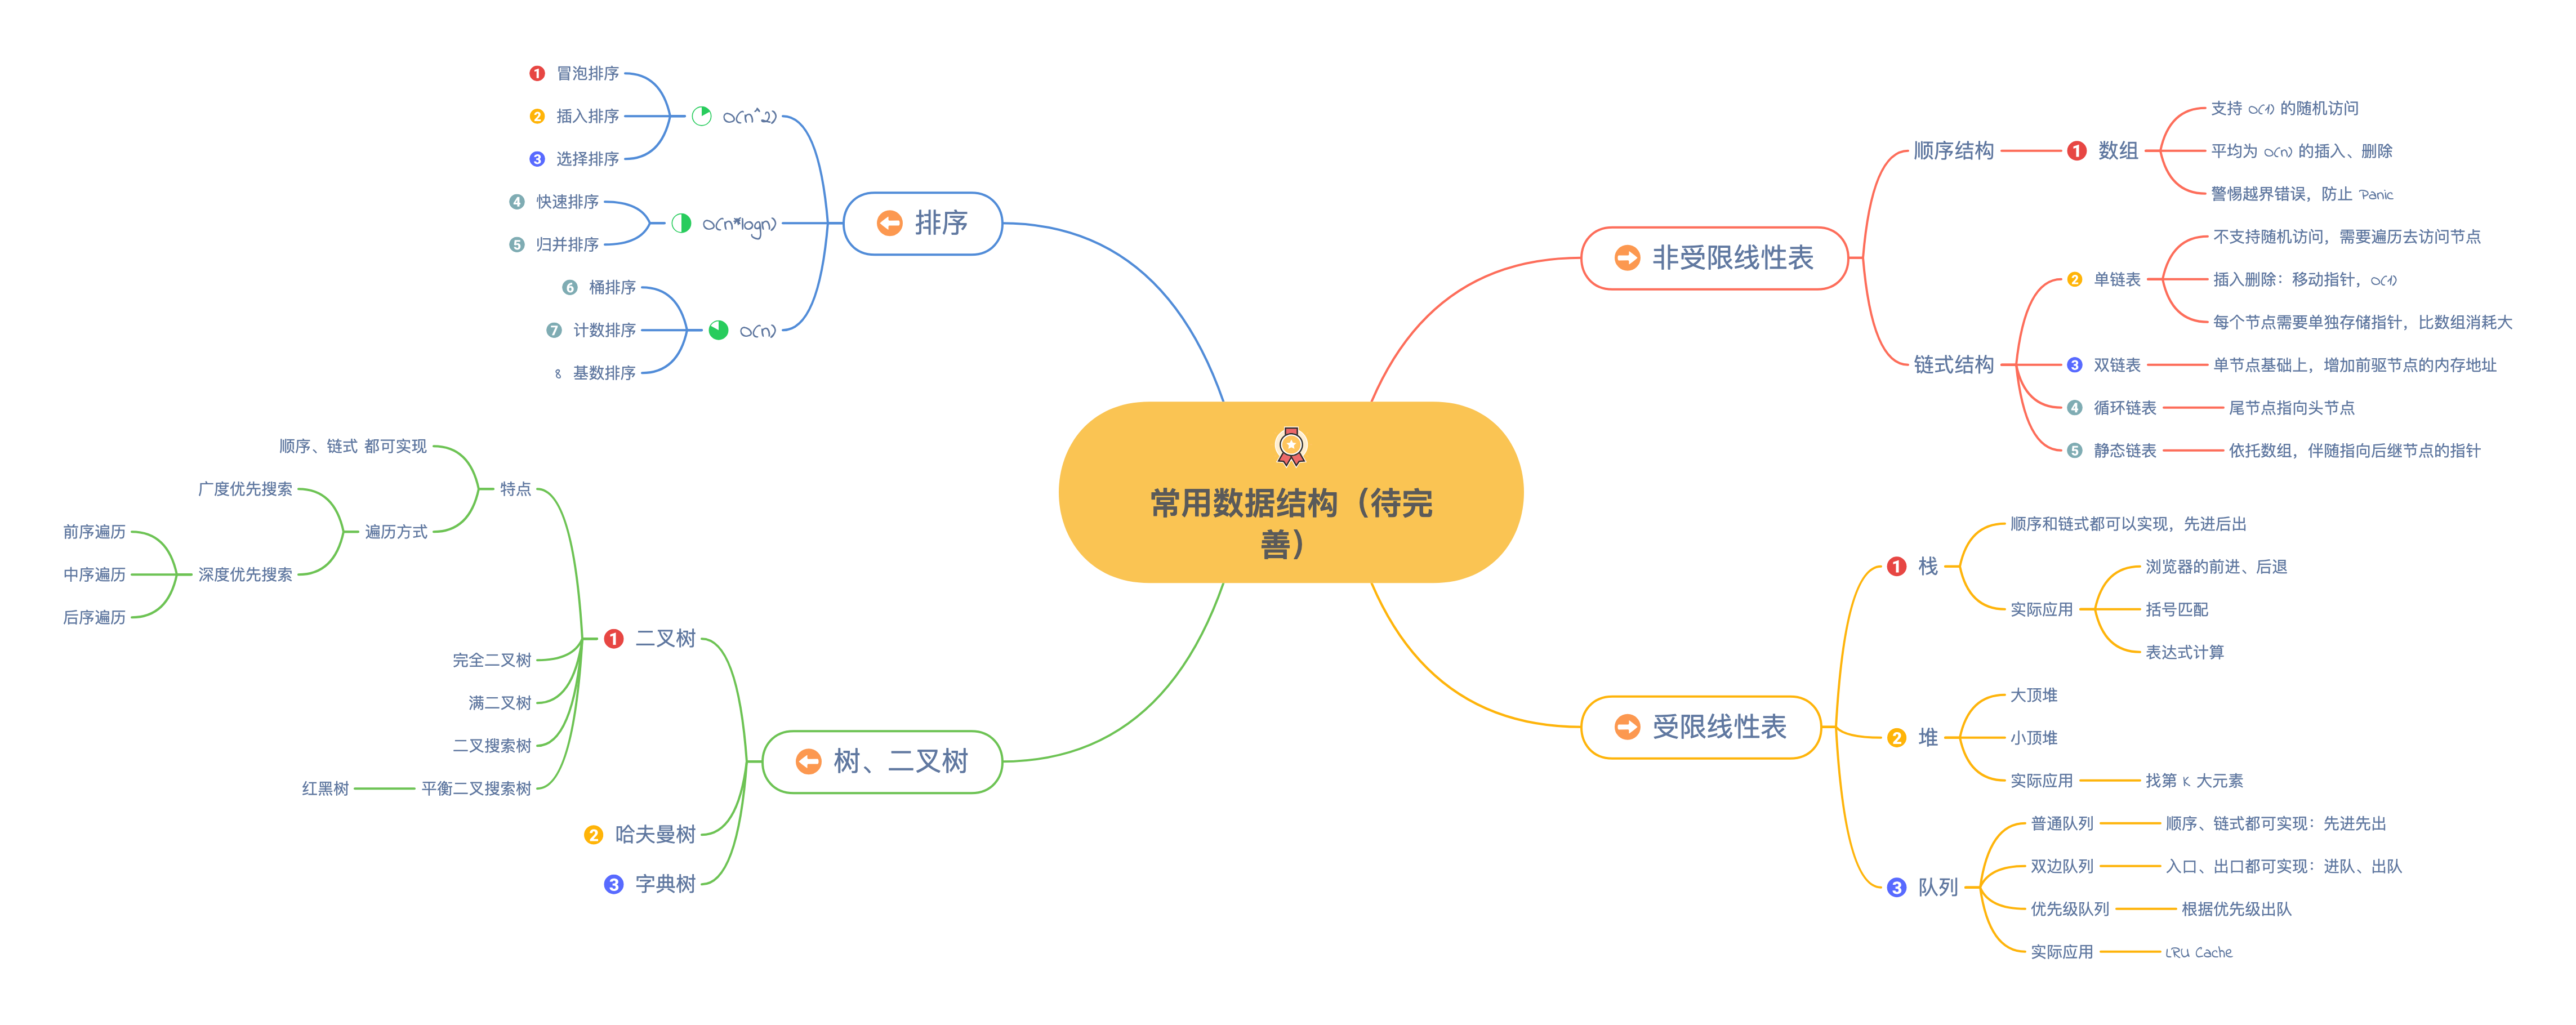 常用数据结构（待完
善）
非受限线性表
顺序结构
1 数组
支持 O(1) 的随机访问
平均为 O(n) 的插入、删除
警惕越界错误，防止 Panic
链式结构
2 单链表
不支持随机访问，需要遍历去访问节点
插入删除：移动指针，O(1)
每个节点需要单独存储指针，比数组消耗大
3 双链表
单节点基础上，增加前驱节点的内存地址
4 循环链表
尾节点指向头节点
5 静态链表
依托数组，伴随指向后继节点的指针
受限线性表
1 栈
顺序和链式都可以实现，先进后出
实际应用
浏览器的前进、后退
括号匹配
表达式计算
2 堆
大顶堆
小顶堆
实际应用
找第 K 大元素
3 队列
普通队列
顺序、链式都可实现：先进先出
双边队列
入口、出口都可实现：进队、出队
优先级队列
根据优先级出队
实际应用
LRU Cache
排序
O(n^2)
1 冒泡排序
2 插入排序
3 选择排序
O(n*logn)
4 快速排序
5 归并排序
O(n)
6 桶排序
7 计数排序
8 基数排序
树、二叉树
1 二叉树
特点
顺序、链式 都可实现
遍历方式
广度优先搜索
深度优先搜索
前序遍历
中序遍历
后序遍历
完全二叉树
满二叉树
二叉搜索树
平衡二叉搜索树
红黑树
2 哈夫曼树
3 字典树